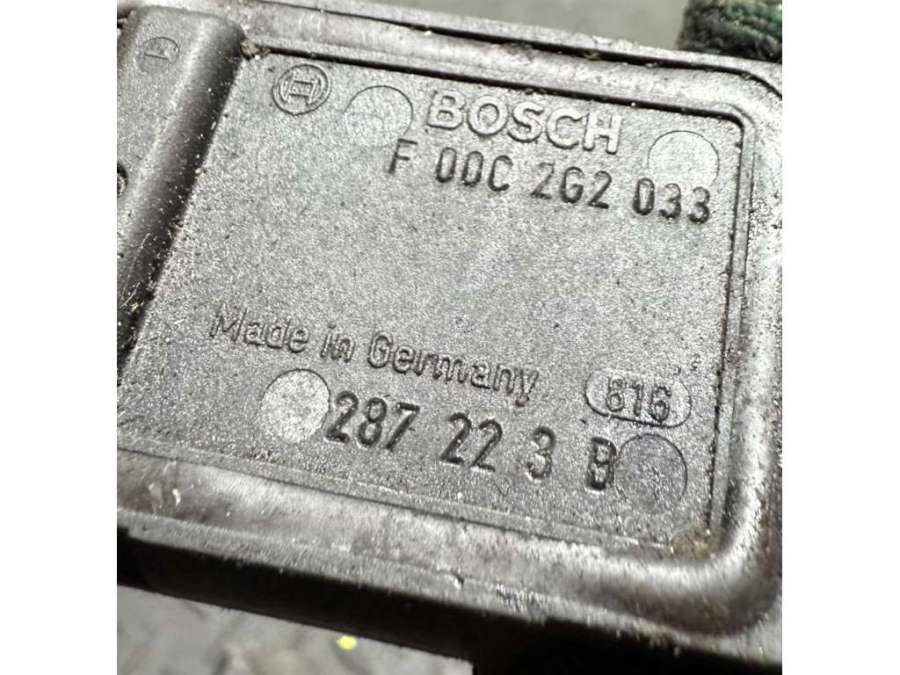 BOSCH
F 00C 2G2 033
Made in Germany
616
287 22 3 B